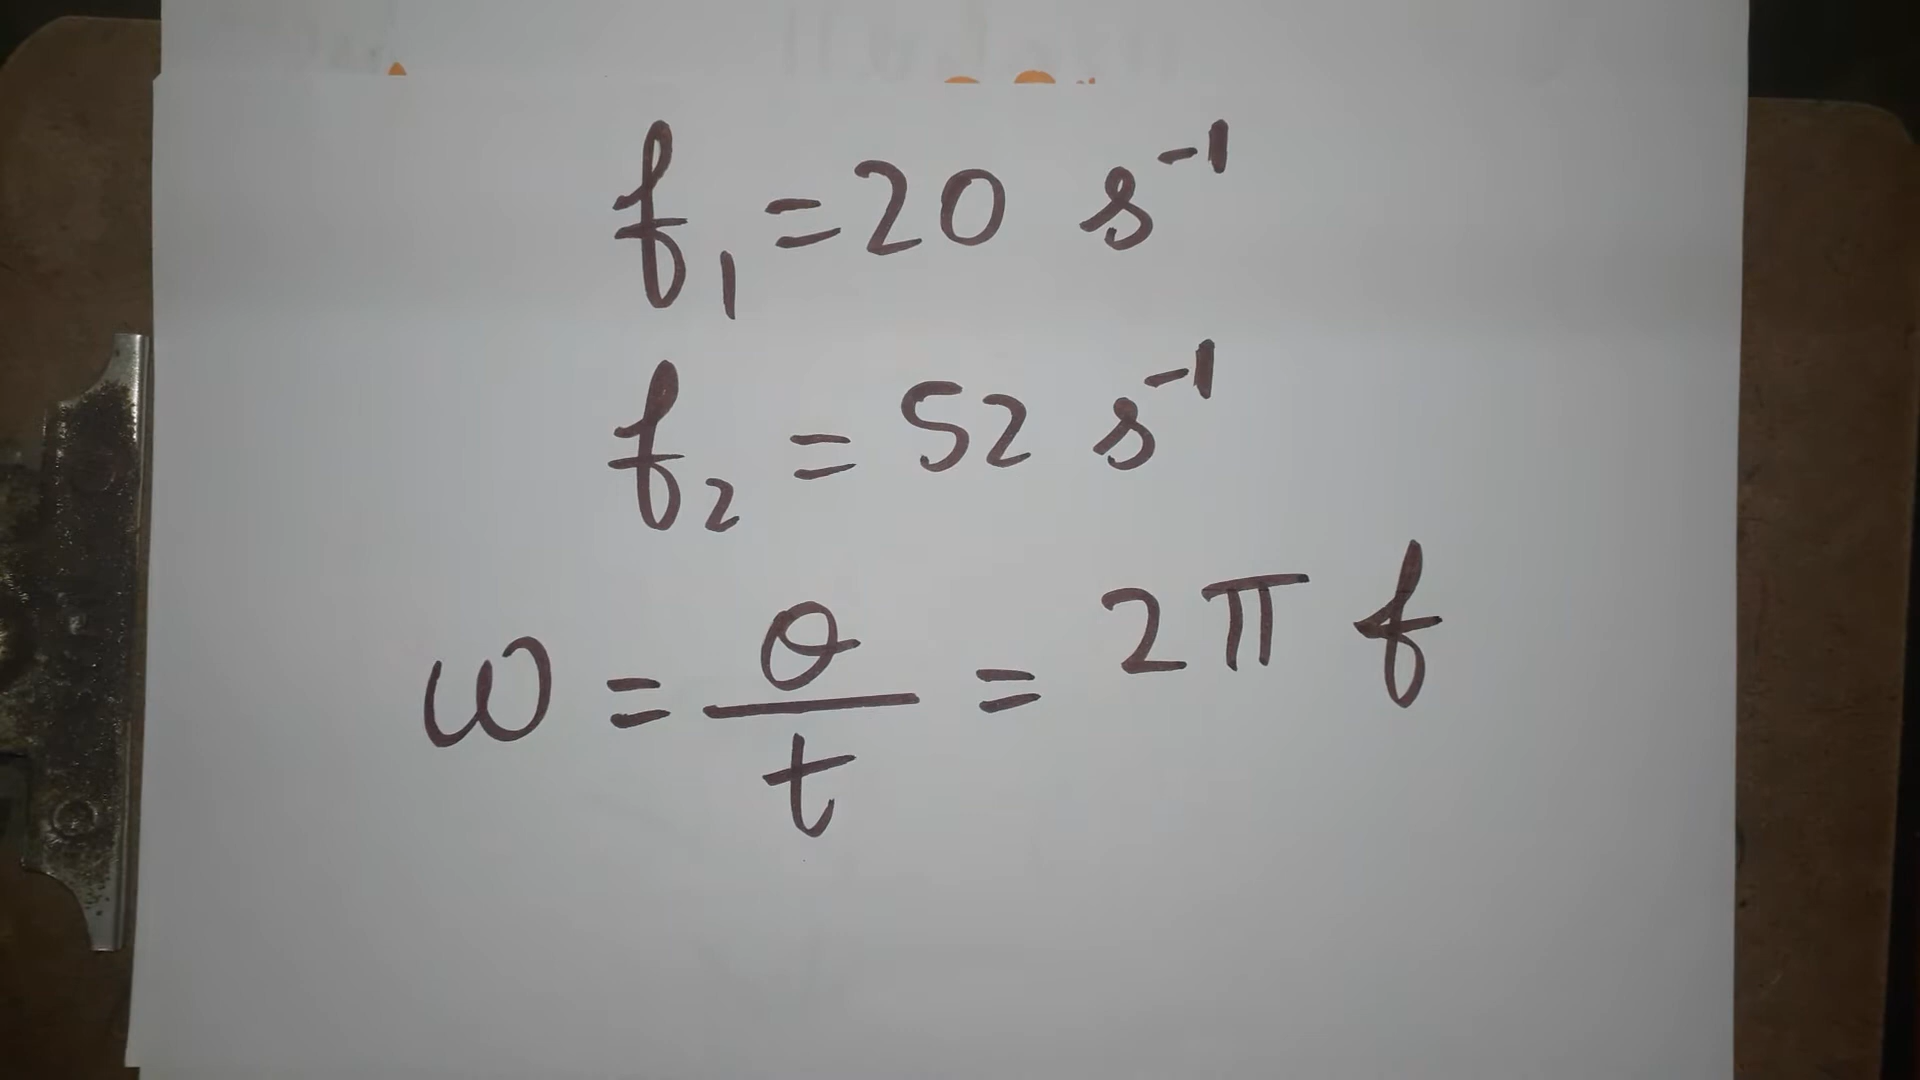 f₁ = 20 s⁻¹
f₂ = 52 s⁻¹
ω = θ/t = 2π f